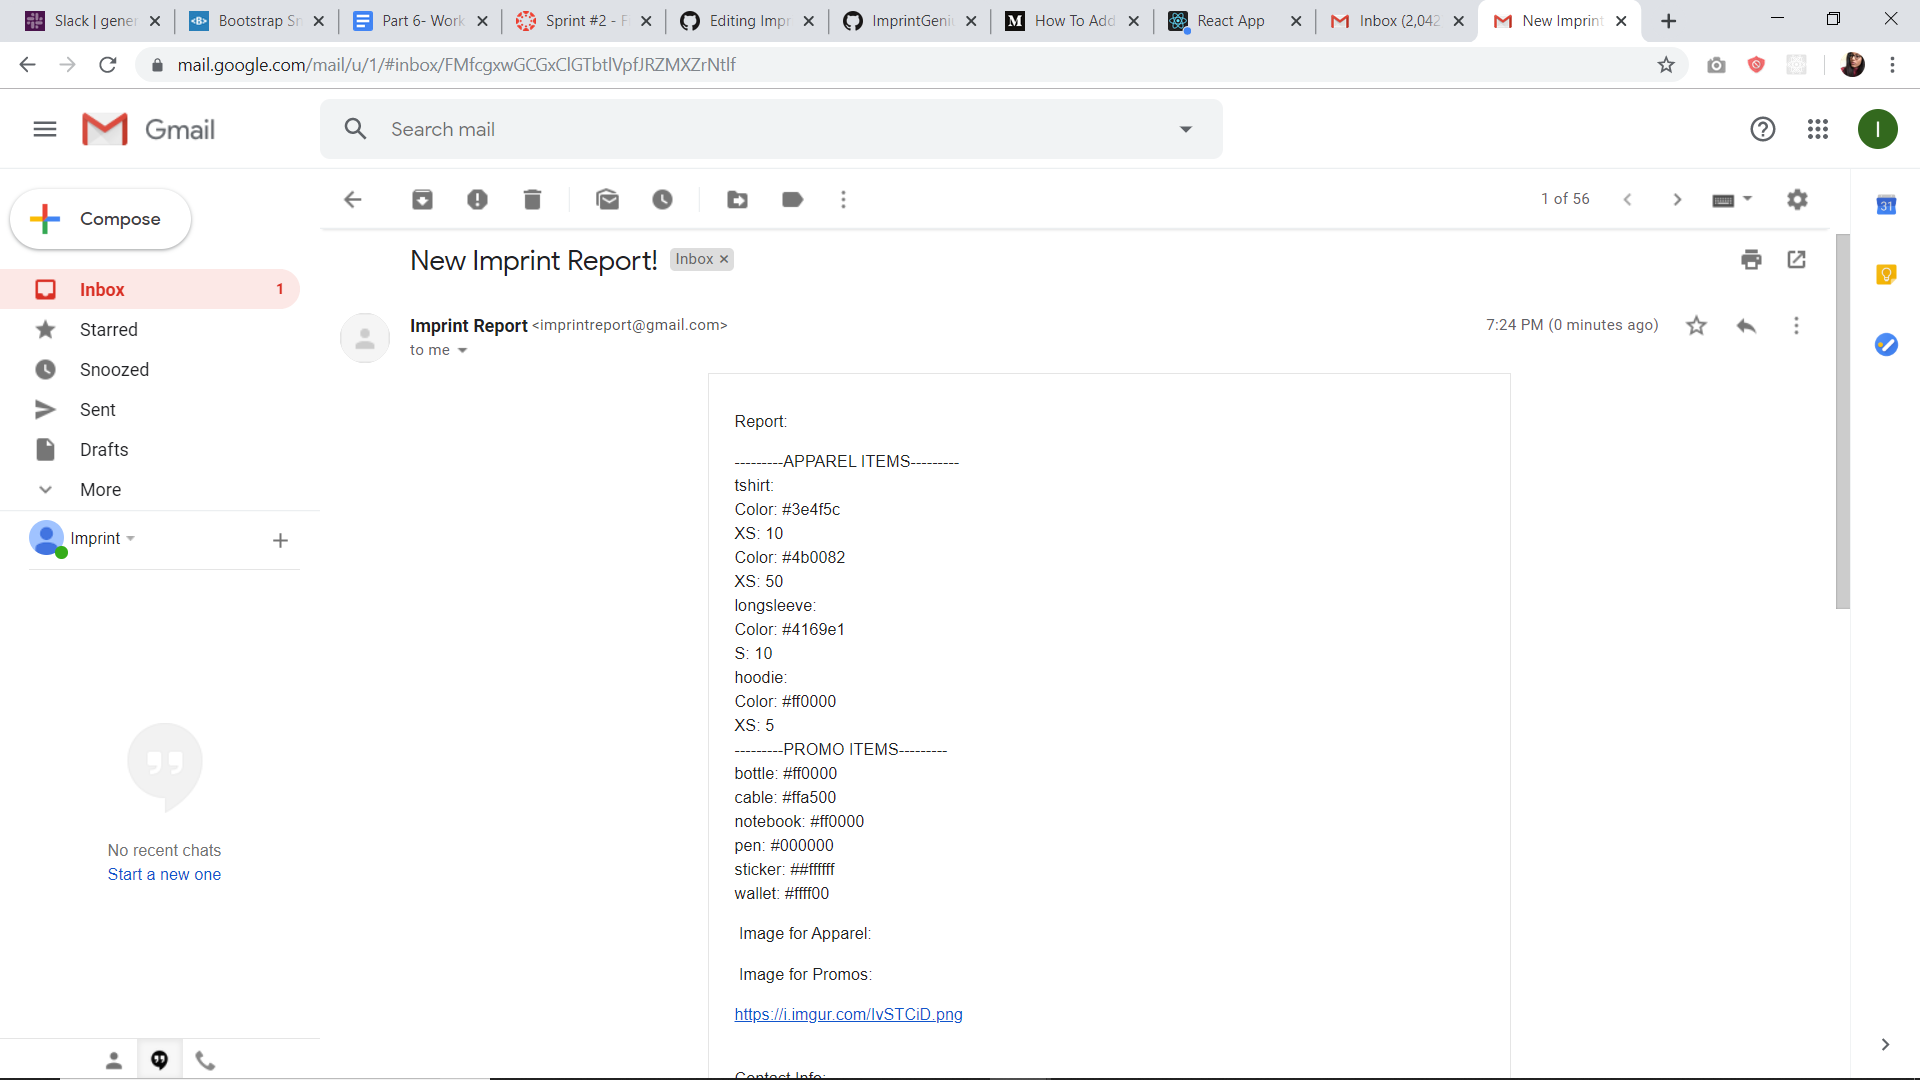 Slack | gener
Bootstrap Sn
Part 6- Work
Sprint #2 - F
Editing Impr
ImprintGeni
How To Add
React App
Inbox (2,042
New Imprint
mail.google.com/mail/u/1/#inbox/FMfcgxwGCGxClGTbtlVpfJRZMXZrNtlf
Gmail
Search mail
I
Compose
1 of 56
31
New Imprint Report!
Inbox ×
Inbox 1
Starred
Snoozed
Sent
Drafts
More
Imprint
Imprint Report <imprintreport@gmail.com>
7:24 PM (0 minutes ago)
to me
Report:
---------APPAREL ITEMS---------
tshirt:
Color: #3e4f5c
XS: 10
Color: #4b0082
XS: 50
longsleeve:
Color: #4169e1
S: 10
hoodie:
Color: #ff0000
XS: 5
---------PROMO ITEMS---------
bottle: #ff0000
cable: #ffa500
notebook: #ff0000
pen: #000000
sticker: ##ffffff
wallet: #ffff00
Image for Apparel:
Image for Promos:
https://i.imgur.com/IvSTCiD.png
Contact Info:
No recent chats
Start a new one